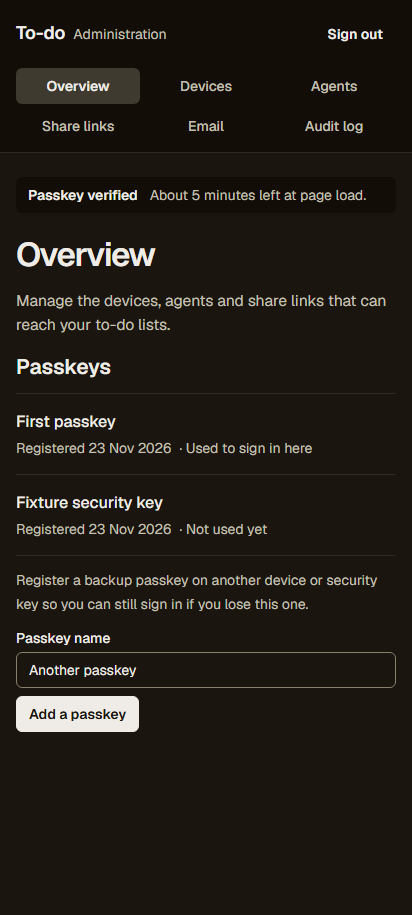 To-do Administration Sign out
Overview Devices Agents
Share links Email Audit log
Passkey verified About 5 minutes left at page load.
Overview
Manage the devices, agents and share links that can
reach your to-do lists.
Passkeys
First passkey
Registered 23 Nov 2026 · Used to sign in here
Fixture security key
Registered 23 Nov 2026 · Not used yet
Register a backup passkey on another device or security
key so you can still sign in if you lose this one.
Passkey name
Another passkey
Add a passkey